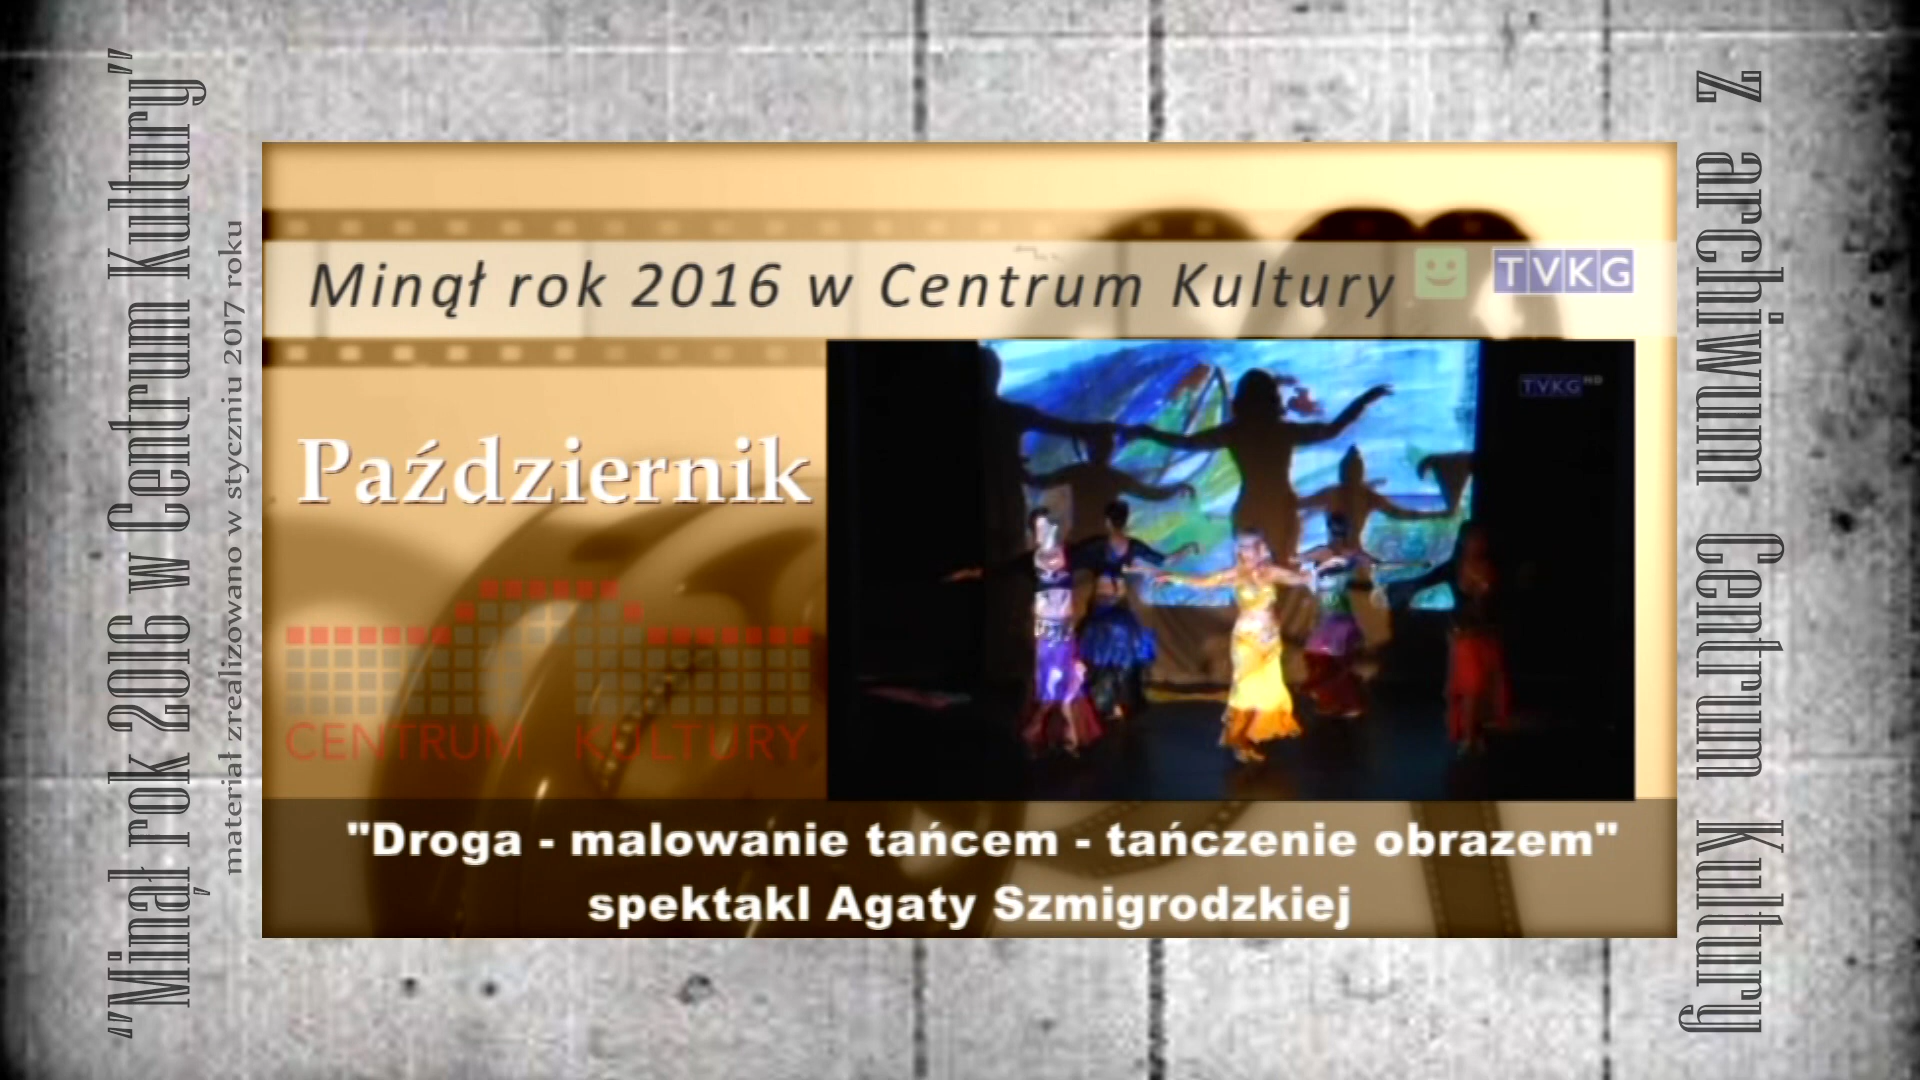 "Minął rok 2016 w Centrum Kultury"
materiał zrealizowano w styczniu 2017 roku
Minął rok 2016 w Centrum Kultury
TVKG
TVKG HD
Październik
CENTRUM KULTURY
"Droga - malowanie tańcem - tańczenie obrazem"
spektakl Agaty Szmigrodzkiej
Z archiwum Centrum Kultury